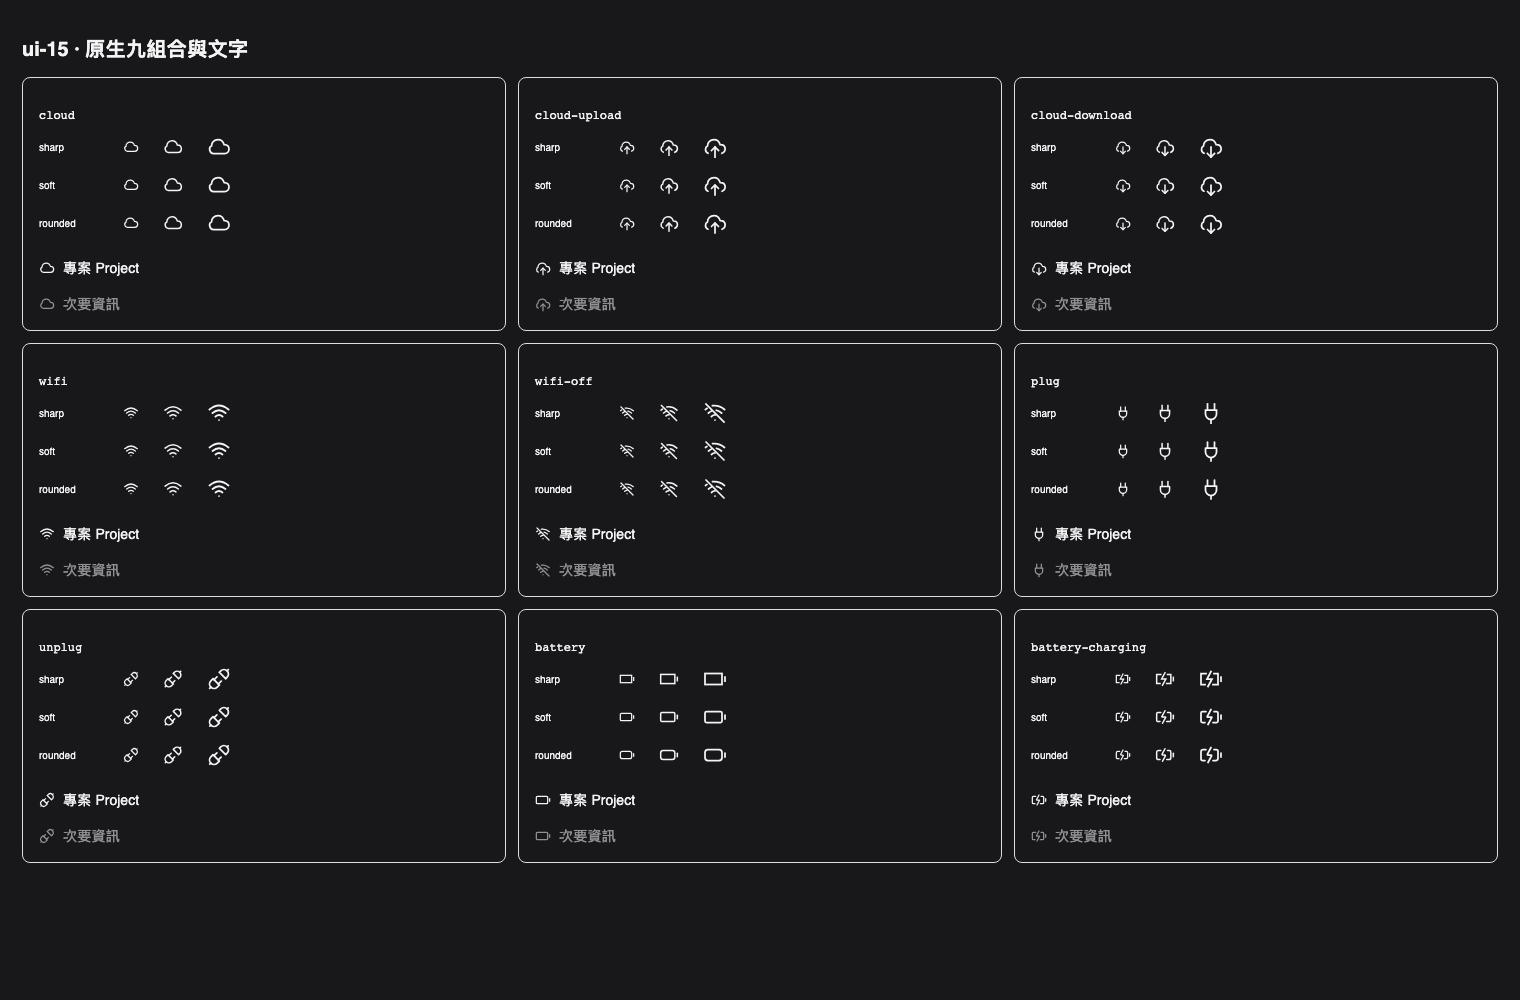 ui-15 · 原生九組合與文字
cloud
sharp
soft
rounded
專案 Project
次要資訊
cloud-upload
sharp
soft
rounded
專案 Project
次要資訊
cloud-download
sharp
soft
rounded
專案 Project
次要資訊
wifi
sharp
soft
rounded
專案 Project
次要資訊
wifi-off
sharp
soft
rounded
專案 Project
次要資訊
plug
sharp
soft
rounded
專案 Project
次要資訊
unplug
sharp
soft
rounded
專案 Project
次要資訊
battery
sharp
soft
rounded
專案 Project
次要資訊
battery-charging
sharp
soft
rounded
專案 Project
次要資訊